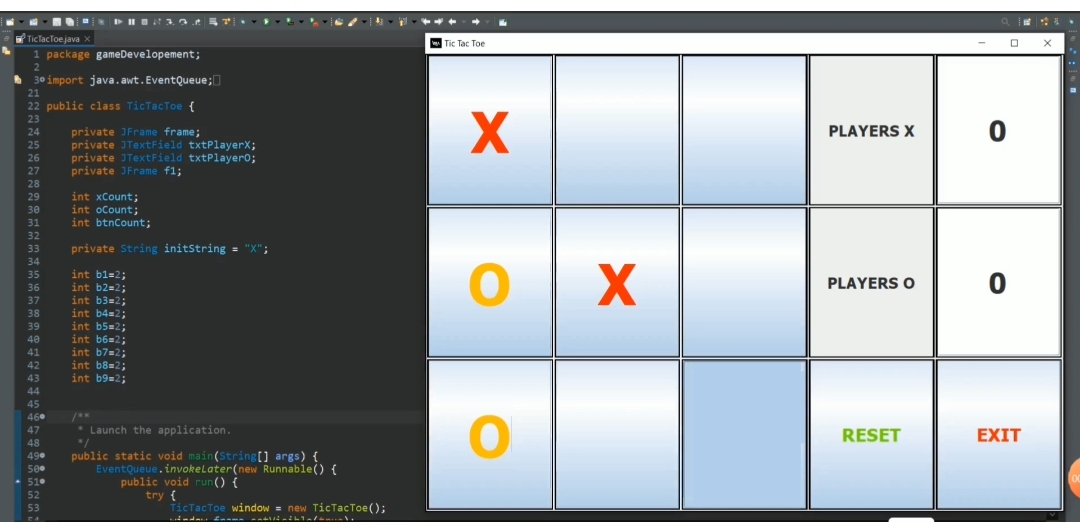 TicTacToe.java
1 package gameDevelopement;
2
3 import java.awt.EventQueue;
21
22 public class TicTacToe {
23
24 private JFrame frame;
25 private JTextField txtPlayerX;
26 private JTextField txtPlayerO;
27 private JFrame f1;
28
29 int xCount;
30 int oCount;
31 int btnCount;
32
33 private String initString = "X";
34
35 int b1=2;
36 int b2=2;
37 int b3=2;
38 int b4=2;
39 int b5=2;
40 int b6=2;
41 int b7=2;
42 int b8=2;
43 int b9=2;
44
45
46 /**
47 * Launch the application.
48 */
49 public static void main(String[] args) {
50 EventQueue.invokeLater(new Runnable() {
51 public void run() {
52 try {
53 TicTacToe window = new TicTacToe();
54 window.frame.setVisible(true);
Tic Tac Toe
X
PLAYERS X 0
O X
PLAYERS O 0
O
RESET EXIT